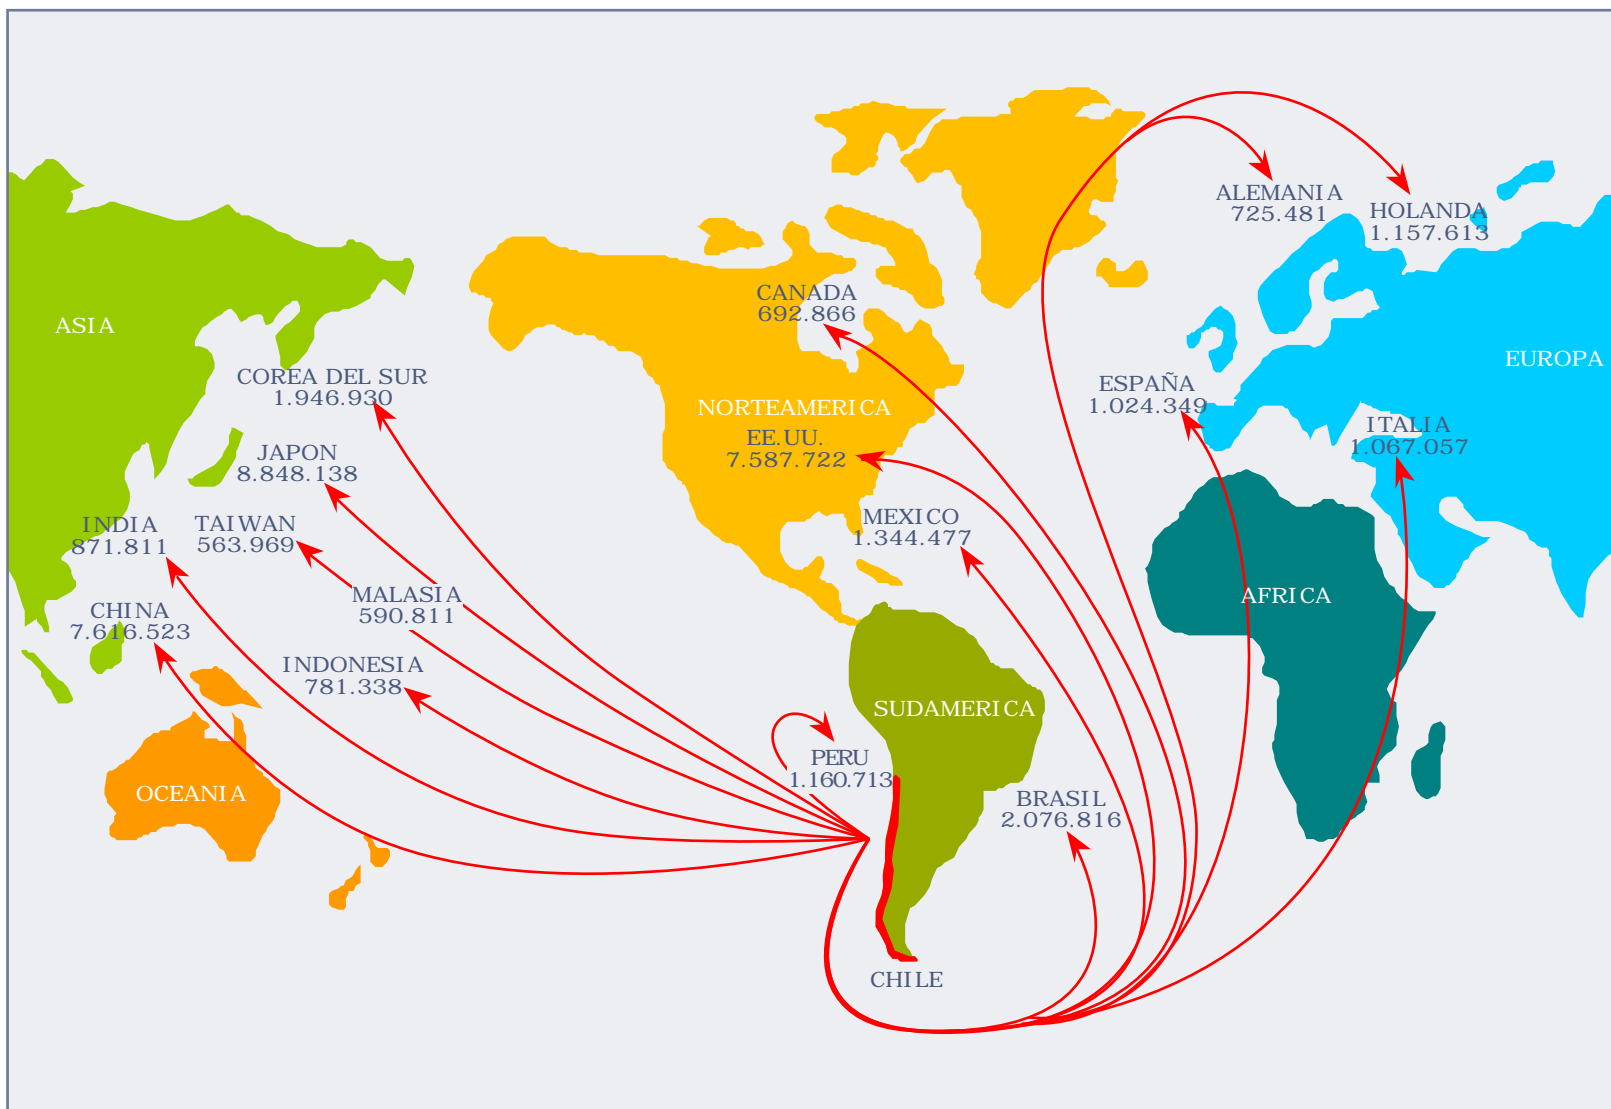 ALEMANIA
725.481
HOLANDA
1.157.613
CANADA
692.866
ASIA
EUROPA
COREA DEL SUR
1.946.930
ESPAÑA
1.024.349
NORTEAMERICA
EE.UU.
7.587.722
ITALIA
1.067.057
JAPON
8.848.138
INDIA
871.811
TAIWAN
563.969
MEXICO
1.344.477
MALASIA
590.811
AFRICA
CHINA
7.616.523
INDONESIA
781.338
SUDAMERICA
PERU
1.160.713
OCEANIA
BRASIL
2.076.816
CHILE